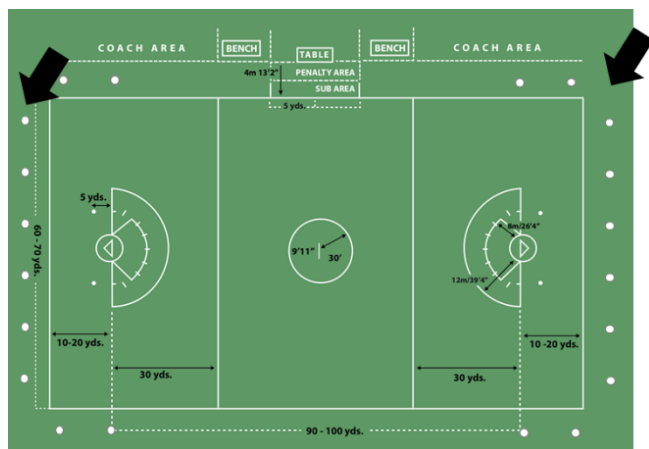 COACH AREA
BENCH
TABLE
BENCH
COACH AREA
4m 13'2"
PENALTY AREA
SUB AREA
5 yds.
5 yds.
8m/26'4"
60 - 70 yds.
9'11"
30'
12m/39'4"
10-20 yds.
10 -20 yds.
30 yds.
30 yds.
90 - 100 yds.